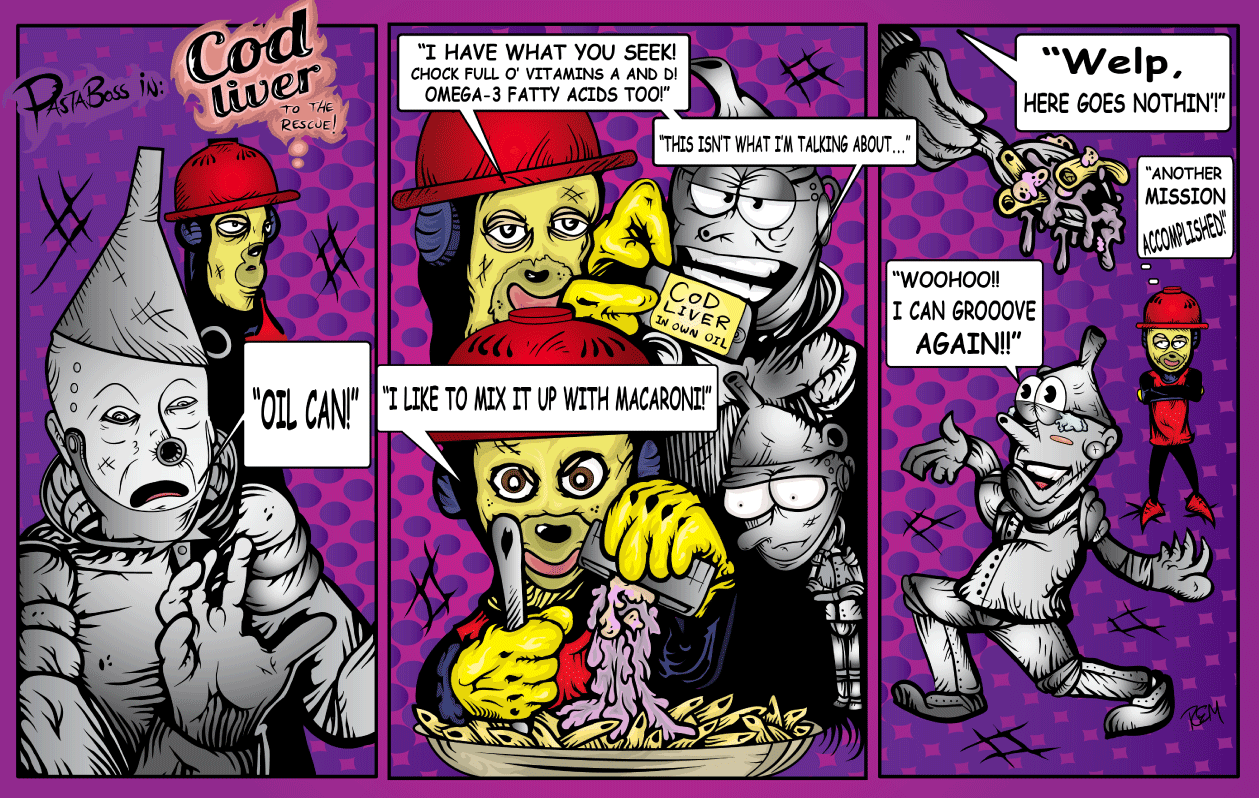 PASTABOSS IN:
Cod
liver
TO THE
RESCUE!
"OIL CAN!"
"I HAVE WHAT YOU SEEK!
CHOCK FULL O' VITAMINS A AND D!
OMEGA-3 FATTY ACIDS TOO!"
"THIS ISN'T WHAT I'M TALKING ABOUT..."
COD
LIVER
IN OWN OIL
"I LIKE TO MIX IT UP WITH MACARONI!"
"Welp,
HERE GOES NOTHIN'!"
"WOOHOO!!
I CAN GROOOVE
AGAIN!!"
"ANOTHER
MISSION
ACCOMPLISHED!"
REM